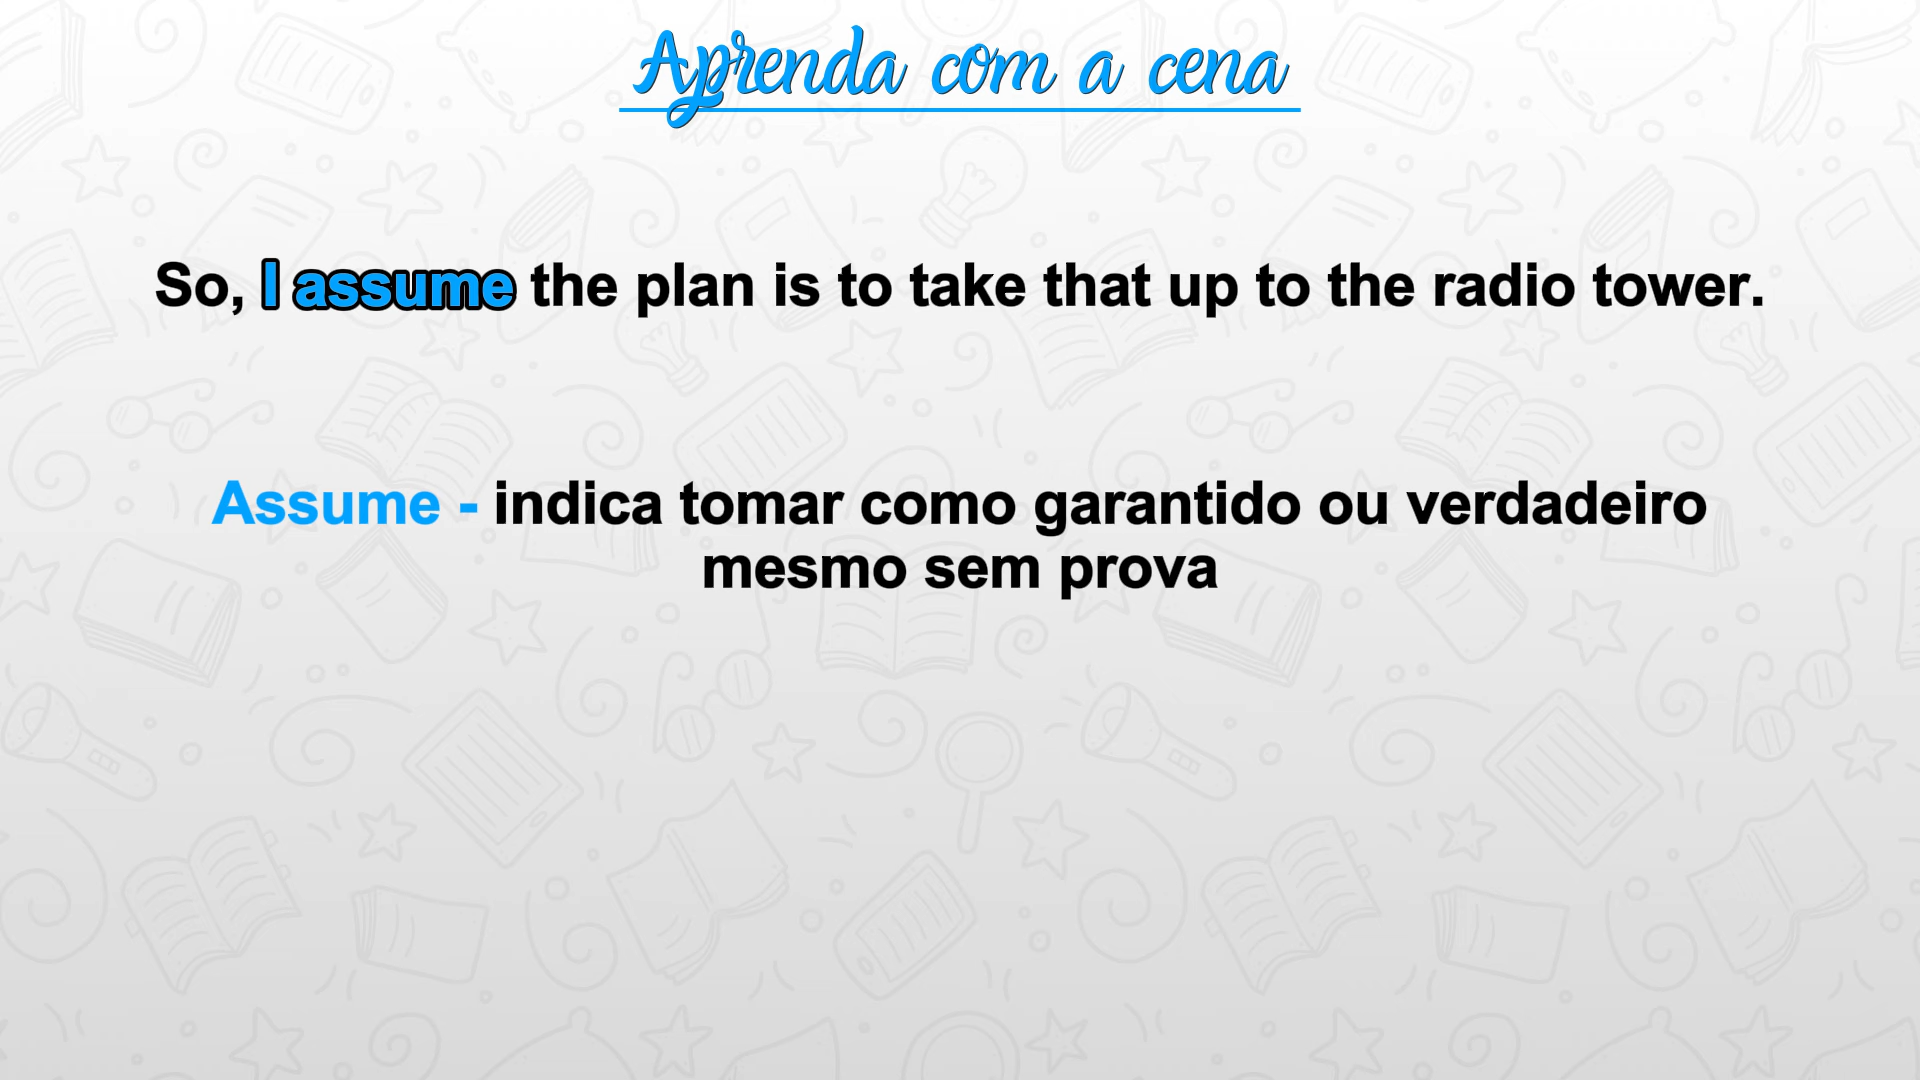 Aprenda com a cena
So, I assume the plan is to take that up to the radio tower.
Assume - indica tomar como garantido ou verdadeiro
mesmo sem prova